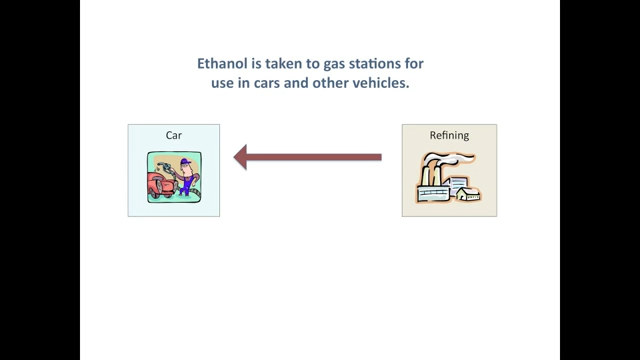 Ethanol is taken to gas stations for
use in cars and other vehicles.
Car
Refining